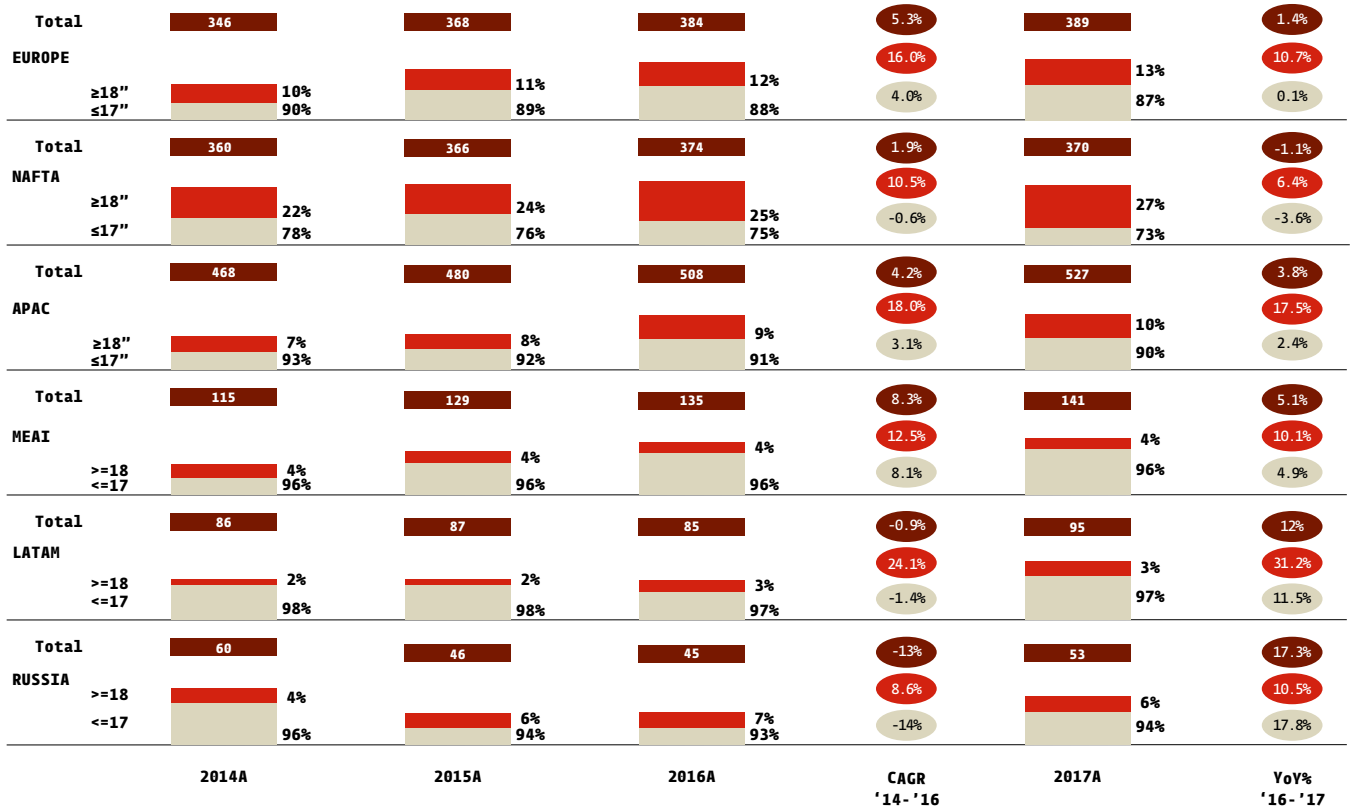 Total 346 368 384 5.3% 389 1.4%
EUROPE 16.0% 10.7%
≥18” 10% 11% 12% 4.0% 13% 0.1%
≤17” 90% 89% 88% 87%
Total 360 366 374 1.9% 370 -1.1%
NAFTA 10.5% 6.4%
≥18” 22% 24% 25% -0.6% 27% -3.6%
≤17” 78% 76% 75% 73%
Total 468 480 508 4.2% 527 3.8%
APAC 18.0% 17.5%
≥18” 7% 8% 9% 3.1% 10% 2.4%
≤17” 93% 92% 91% 90%
Total 115 129 135 8.3% 141 5.1%
MEAI 12.5% 10.1%
>=18 4% 4% 4% 8.1% 4% 4.9%
<=17 96% 96% 96% 96%
Total 86 87 85 -0.9% 95 12%
LATAM 24.1% 31.2%
>=18 2% 2% 3% -1.4% 3% 11.5%
<=17 98% 98% 97% 97%
Total 60 46 45 -13% 53 17.3%
RUSSIA 8.6% 10.5%
>=18 4% 6% 7% -14% 6% 17.8%
<=17 96% 94% 93% 94%
2014A 2015A 2016A CAGR 2017A YoY%
‘14-’16 ‘16-’17